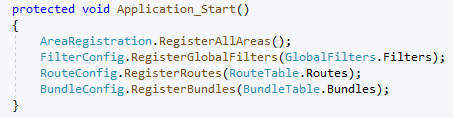 protected void Application_Start()
{
    AreaRegistration.RegisterAllAreas();
    FilterConfig.RegisterGlobalFilters(GlobalFilters.Filters);
    RouteConfig.RegisterRoutes(RouteTable.Routes);
    BundleConfig.RegisterBundles(BundleTable.Bundles);
}